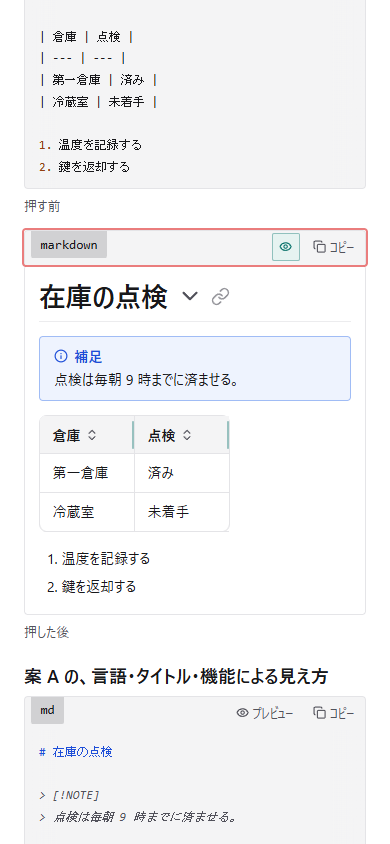 | 倉庫 | 点検 |
| --- | --- |
| 第一倉庫 | 済み |
| 冷蔵室 | 未着手 |
1. 温度を記録する
2. 鍵を返却する
押す前
markdown コピー
在庫の点検
補足
点検は毎朝 9 時までに済ませる。
倉庫 点検
第一倉庫 済み
冷蔵室 未着手
1. 温度を記録する
2. 鍵を返却する
押した後
案 A の、言語・タイトル・機能による見え方
md プレビュー コピー
# 在庫の点検
> [!NOTE]
> 点検は毎朝 9 時までに済ませる。